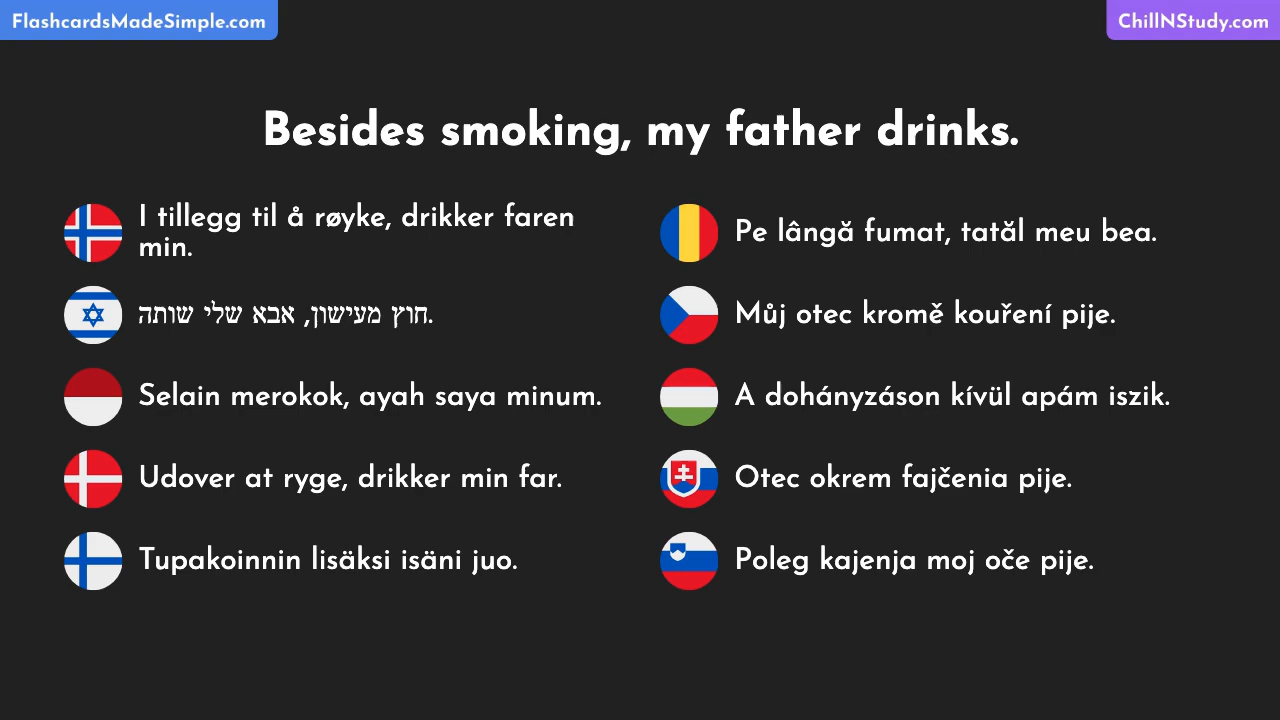 FlashcardsMadeSimple.com
ChillNStudy.com
Besides smoking, my father drinks.
I tillegg til å røyke, drikker faren
min.
חוץ מעישון, אבא שלי שותה.
Selain merokok, ayah saya minum.
Udover at ryge, drikker min far.
Tupakoinnin lisäksi isäni juo.
Pe lângă fumat, tatăl meu bea.
Můj otec kromě kouření pije.
A dohányzáson kívül apám iszik.
Otec okrem fajčenia pije.
Poleg kajenja moj oče pije.